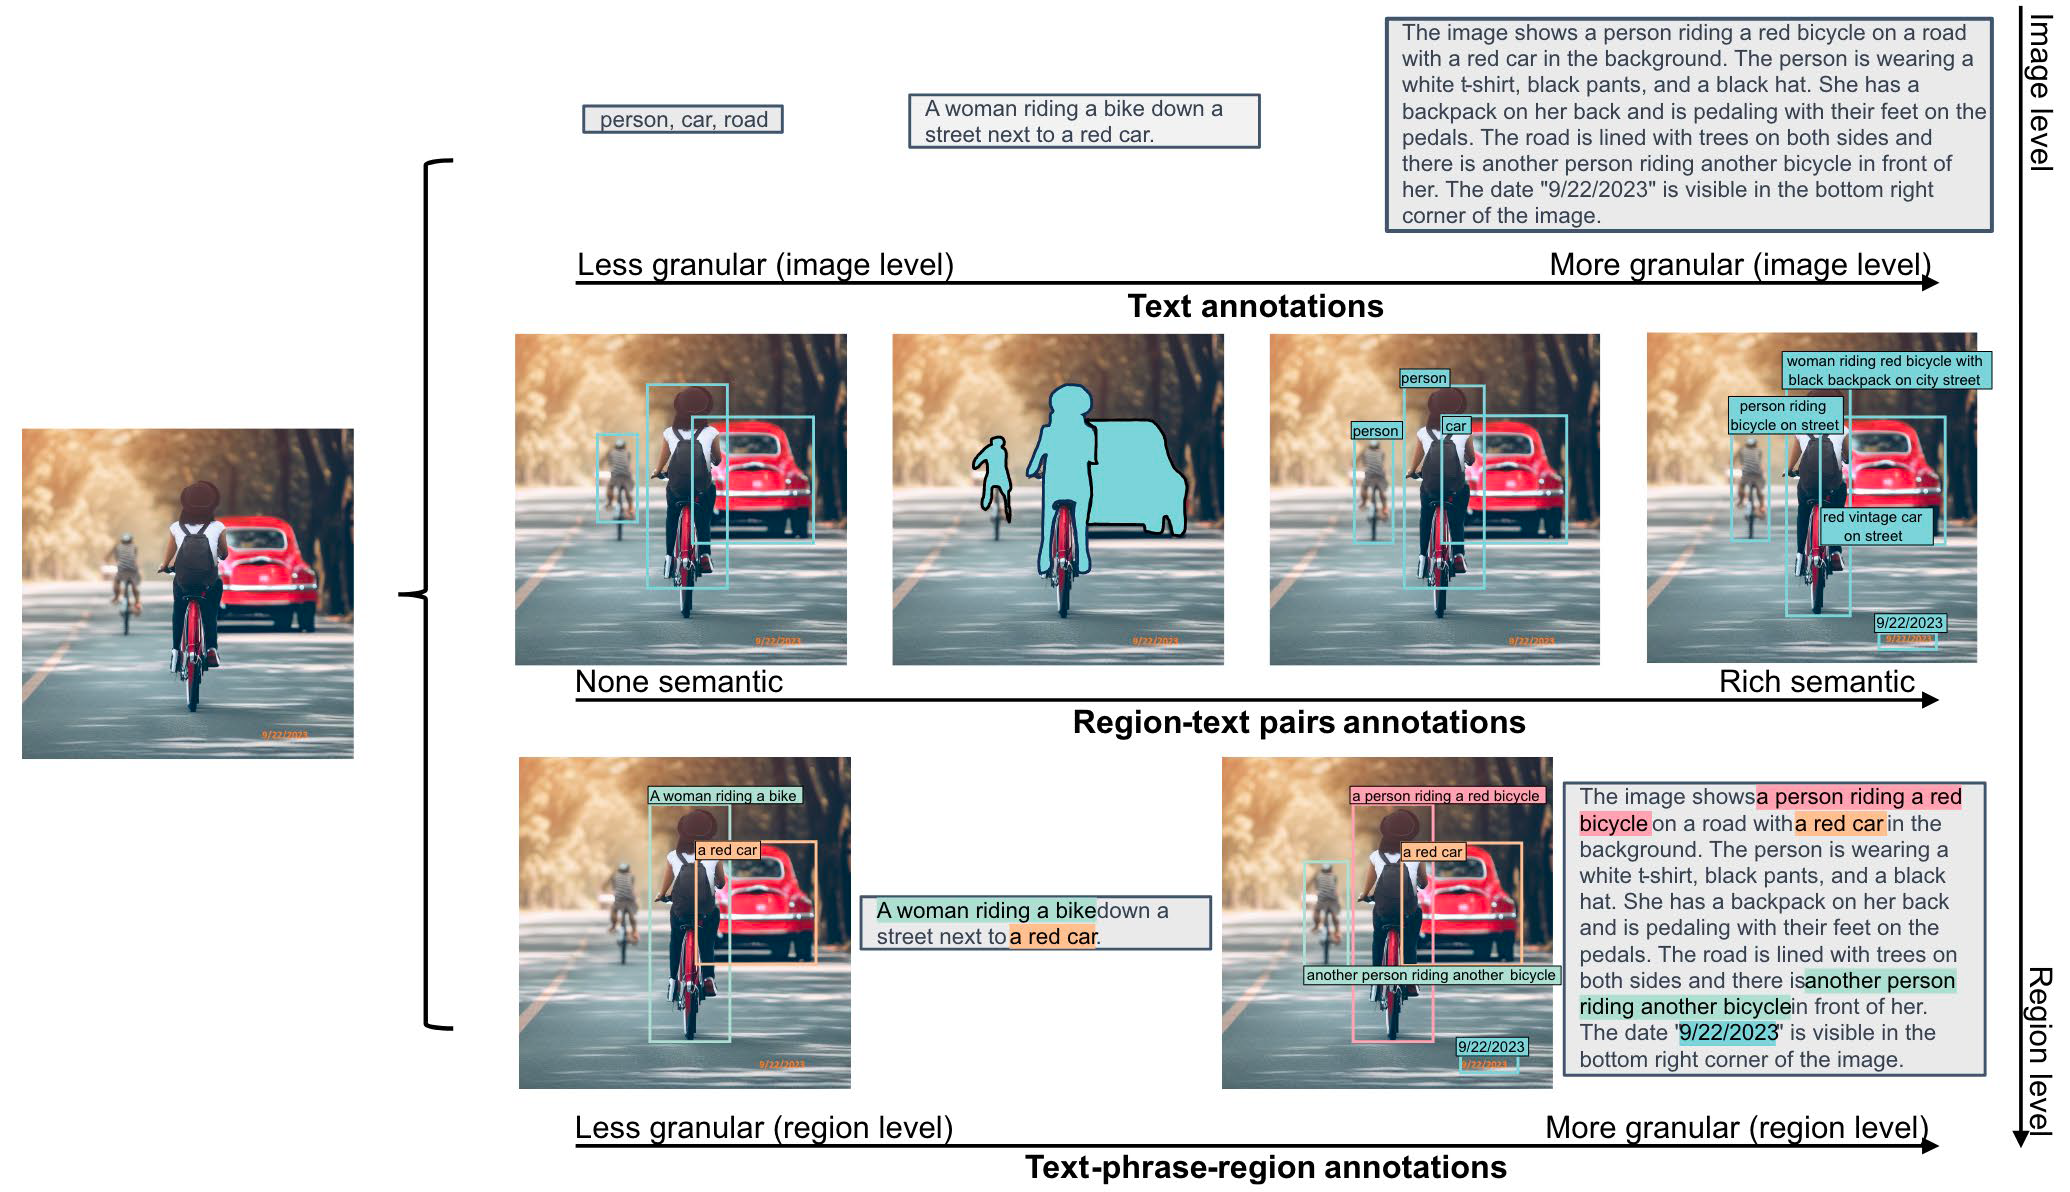 The image shows a person riding a red bicycle on a road
with a red car in the background. The person is wearing a
white t-shirt, black pants, and a black hat. She has a
backpack on her back and is pedaling with their feet on the
pedals. The road is lined with trees on both sides and
there is another person riding another bicycle in front of
her. The date "9/22/2023" is visible in the bottom right
corner of the image.
person, car, road
A woman riding a bike down a
street next to a red car.
Image level
Less granular (image level)
More granular (image level)
Text annotations
9/22/2023
9/22/2023
9/22/2023
person
person
car
9/22/2023
woman riding red bicycle with
black backpack on city street
person riding
bicycle on street
red vintage car
on street
9/22/2023
9/22/2023
None semantic
Rich semantic
Region-text pairs annotations
A woman riding a bike
a red car
9/22/2023
A woman riding a bike down a
street next to a red car.
a person riding a red bicycle
a red car
another person riding another bicycle
9/22/2023
9/22/2023
The image shows a person riding a red
bicycle on a road with a red car in the
background. The person is wearing a
white t-shirt, black pants, and a black
hat. She has a backpack on her back
and is pedaling with their feet on the
pedals. The road is lined with trees on
both sides and there is another person
riding another bicycle in front of her.
The date "9/22/2023" is visible in the
bottom right corner of the image.
Region level
Less granular (region level)
More granular (region level)
Text-phrase-region annotations